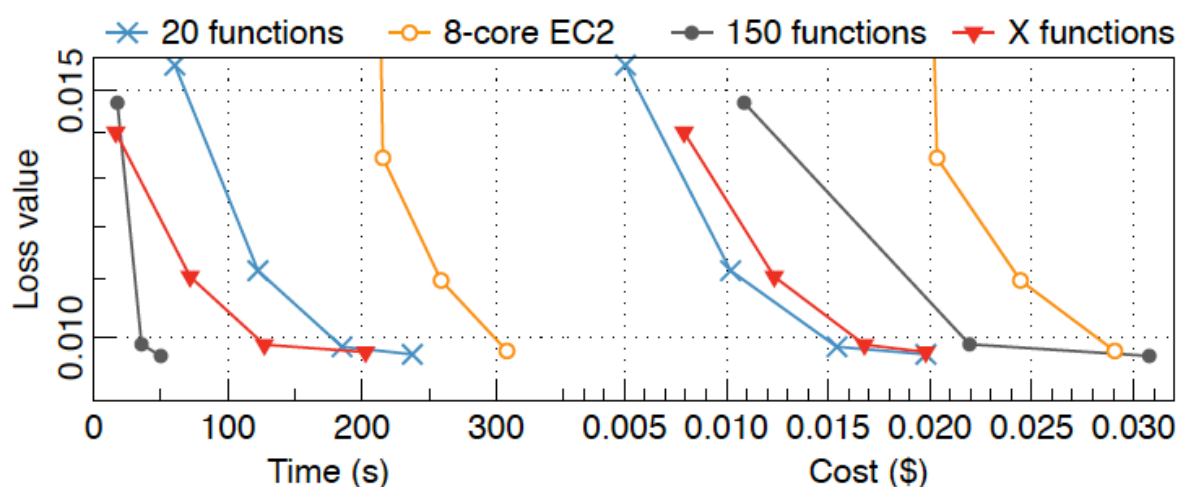 20 functions 8-core EC2 150 functions X functions
0.015
0.010
Loss value
0 100 200 300 0.005 0.010 0.015 0.020 0.025 0.030
Time (s) Cost ($)